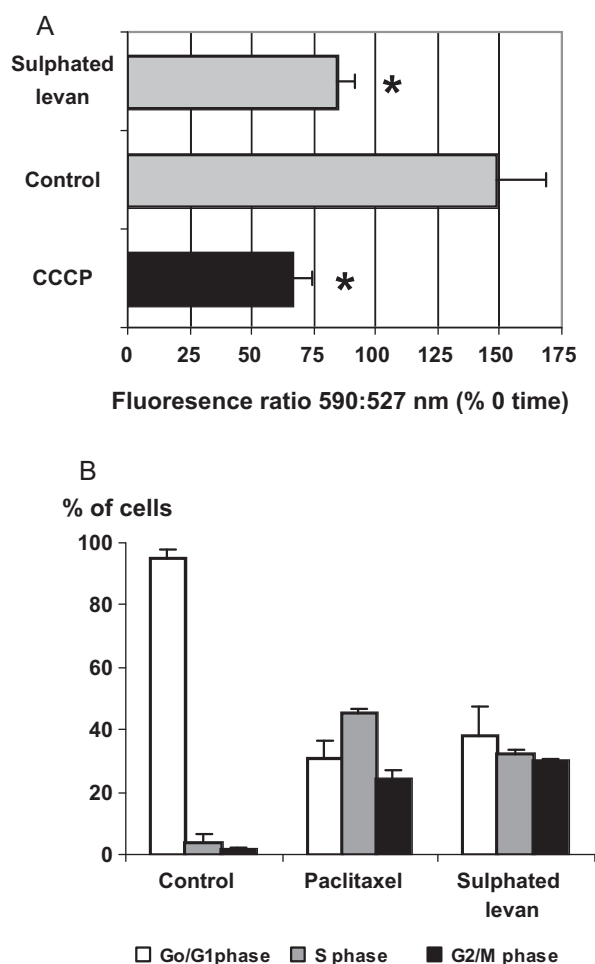 A
Sulphated
levan
*
Control
CCCP
*
0 25 50 75 100 125 150 175
Fluoresence ratio 590:527 nm (% 0 time)
B
% of cells
100
80
60
40
20
0
Control Paclitaxel Sulphated
levan
Go/G1phase S phase G2/M phase